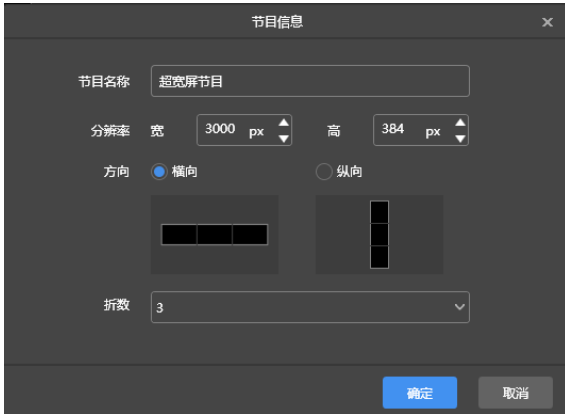 节目信息
节目名称 超宽屏节目
分辨率 宽 3000 px 高 384 px
方向 横向 纵向
折数 3
确定 取消